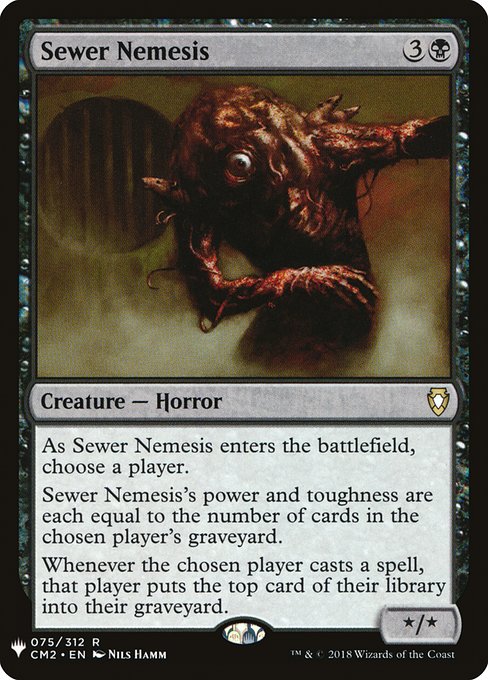 Sewer Nemesis 3
Creature — Horror
As Sewer Nemesis enters the battlefield,
choose a player.
Sewer Nemesis's power and toughness are
each equal to the number of cards in the
chosen player's graveyard.
Whenever the chosen player casts a spell,
that player puts the top card of their library
into their graveyard.
*/*
075/312 R
CM2 • EN Nils Hamm
™ & © 2018 Wizards of the Coast